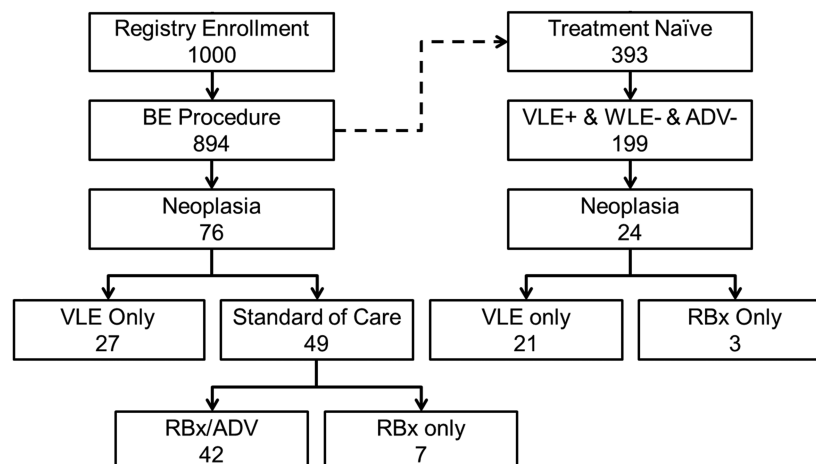 Registry Enrollment
1000
BE Procedure
894
Neoplasia
76
VLE Only
27
Standard of Care
49
RBx/ADV
42
RBx only
7
Treatment Naïve
393
VLE+ & WLE- & ADV-
199
Neoplasia
24
VLE only
21
RBx Only
3